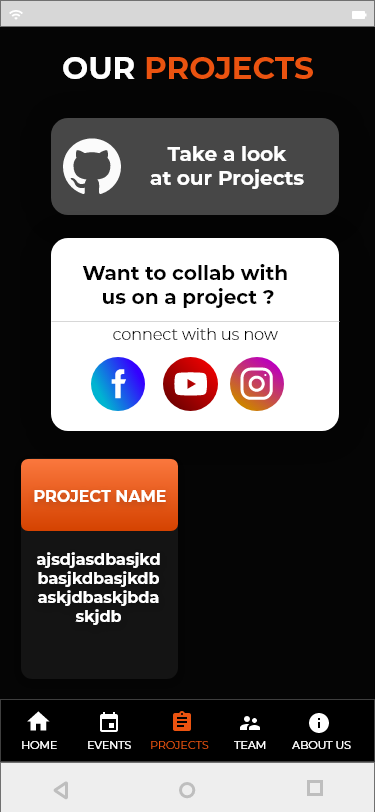 OUR PROJECTS
Take a look
at our Projects
Want to collab with
us on a project ?
connect with us now
PROJECT NAME
ajsdjasdbasjkd
basjkdbasjkdb
askjdbaskjbda
skjdb
HOME EVENTS PROJECTS TEAM ABOUT US